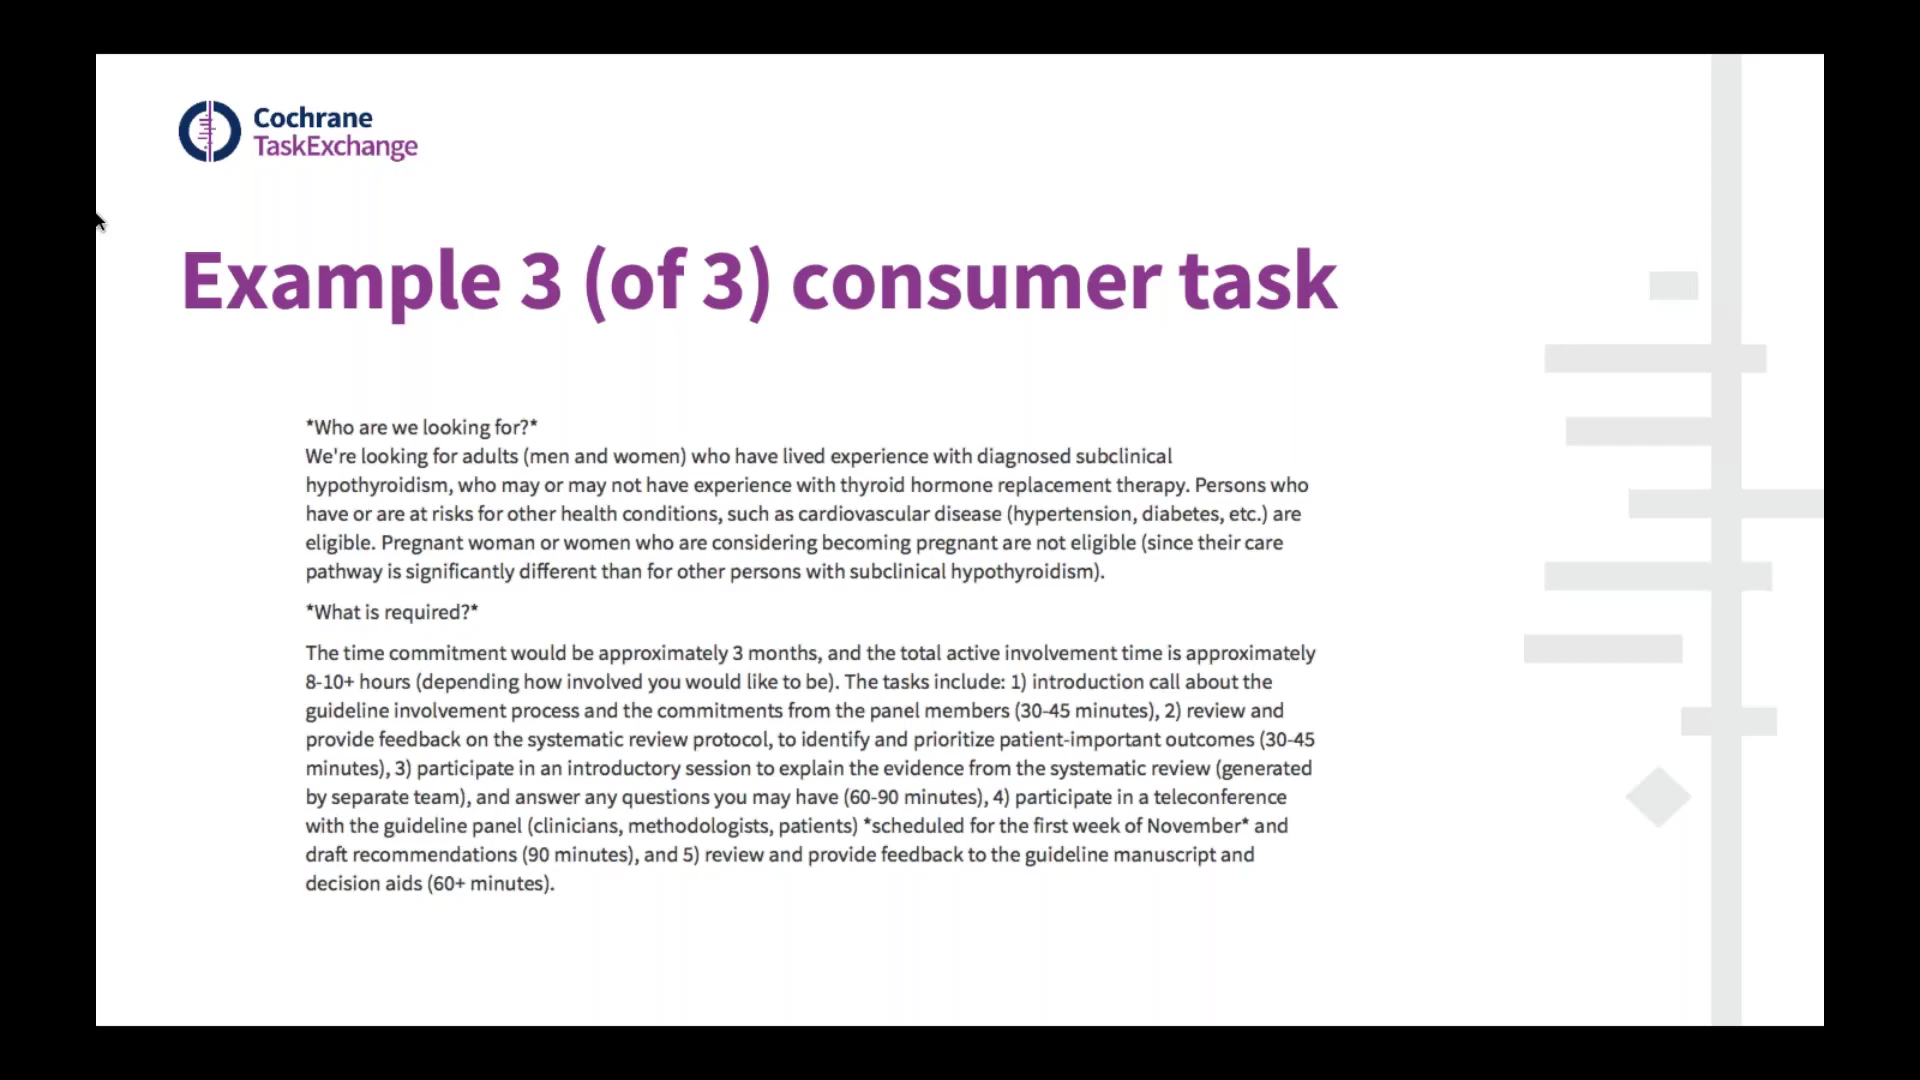 Cochrane
TaskExchange
Example 3 (of 3) consumer task
*Who are we looking for?*
We're looking for adults (men and women) who have lived experience with diagnosed subclinical
hypothyroidism, who may or may not have experience with thyroid hormone replacement therapy. Persons who
have or are at risks for other health conditions, such as cardiovascular disease (hypertension, diabetes, etc.) are
eligible. Pregnant woman or women who are considering becoming pregnant are not eligible (since their care
pathway is significantly different than for other persons with subclinical hypothyroidism).
*What is required?*
The time commitment would be approximately 3 months, and the total active involvement time is approximately
8-10+ hours (depending how involved you would like to be). The tasks include: 1) introduction call about the
guideline involvement process and the commitments from the panel members (30-45 minutes), 2) review and
provide feedback on the systematic review protocol, to identify and prioritize patient-important outcomes (30-45
minutes), 3) participate in an introductory session to explain the evidence from the systematic review (generated
by separate team), and answer any questions you may have (60-90 minutes), 4) participate in a teleconference
with the guideline panel (clinicians, methodologists, patients) *scheduled for the first week of November* and
draft recommendations (90 minutes), and 5) review and provide feedback to the guideline manuscript and
decision aids (60+ minutes).